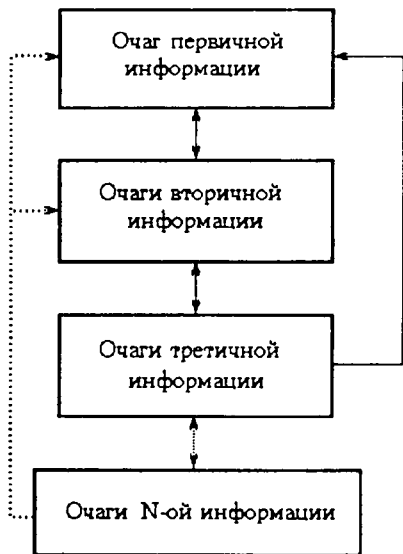 Очаг первичной
информации
Очаги вторичной
информации
Очаги третичной
информации
Очаги N-ой информации